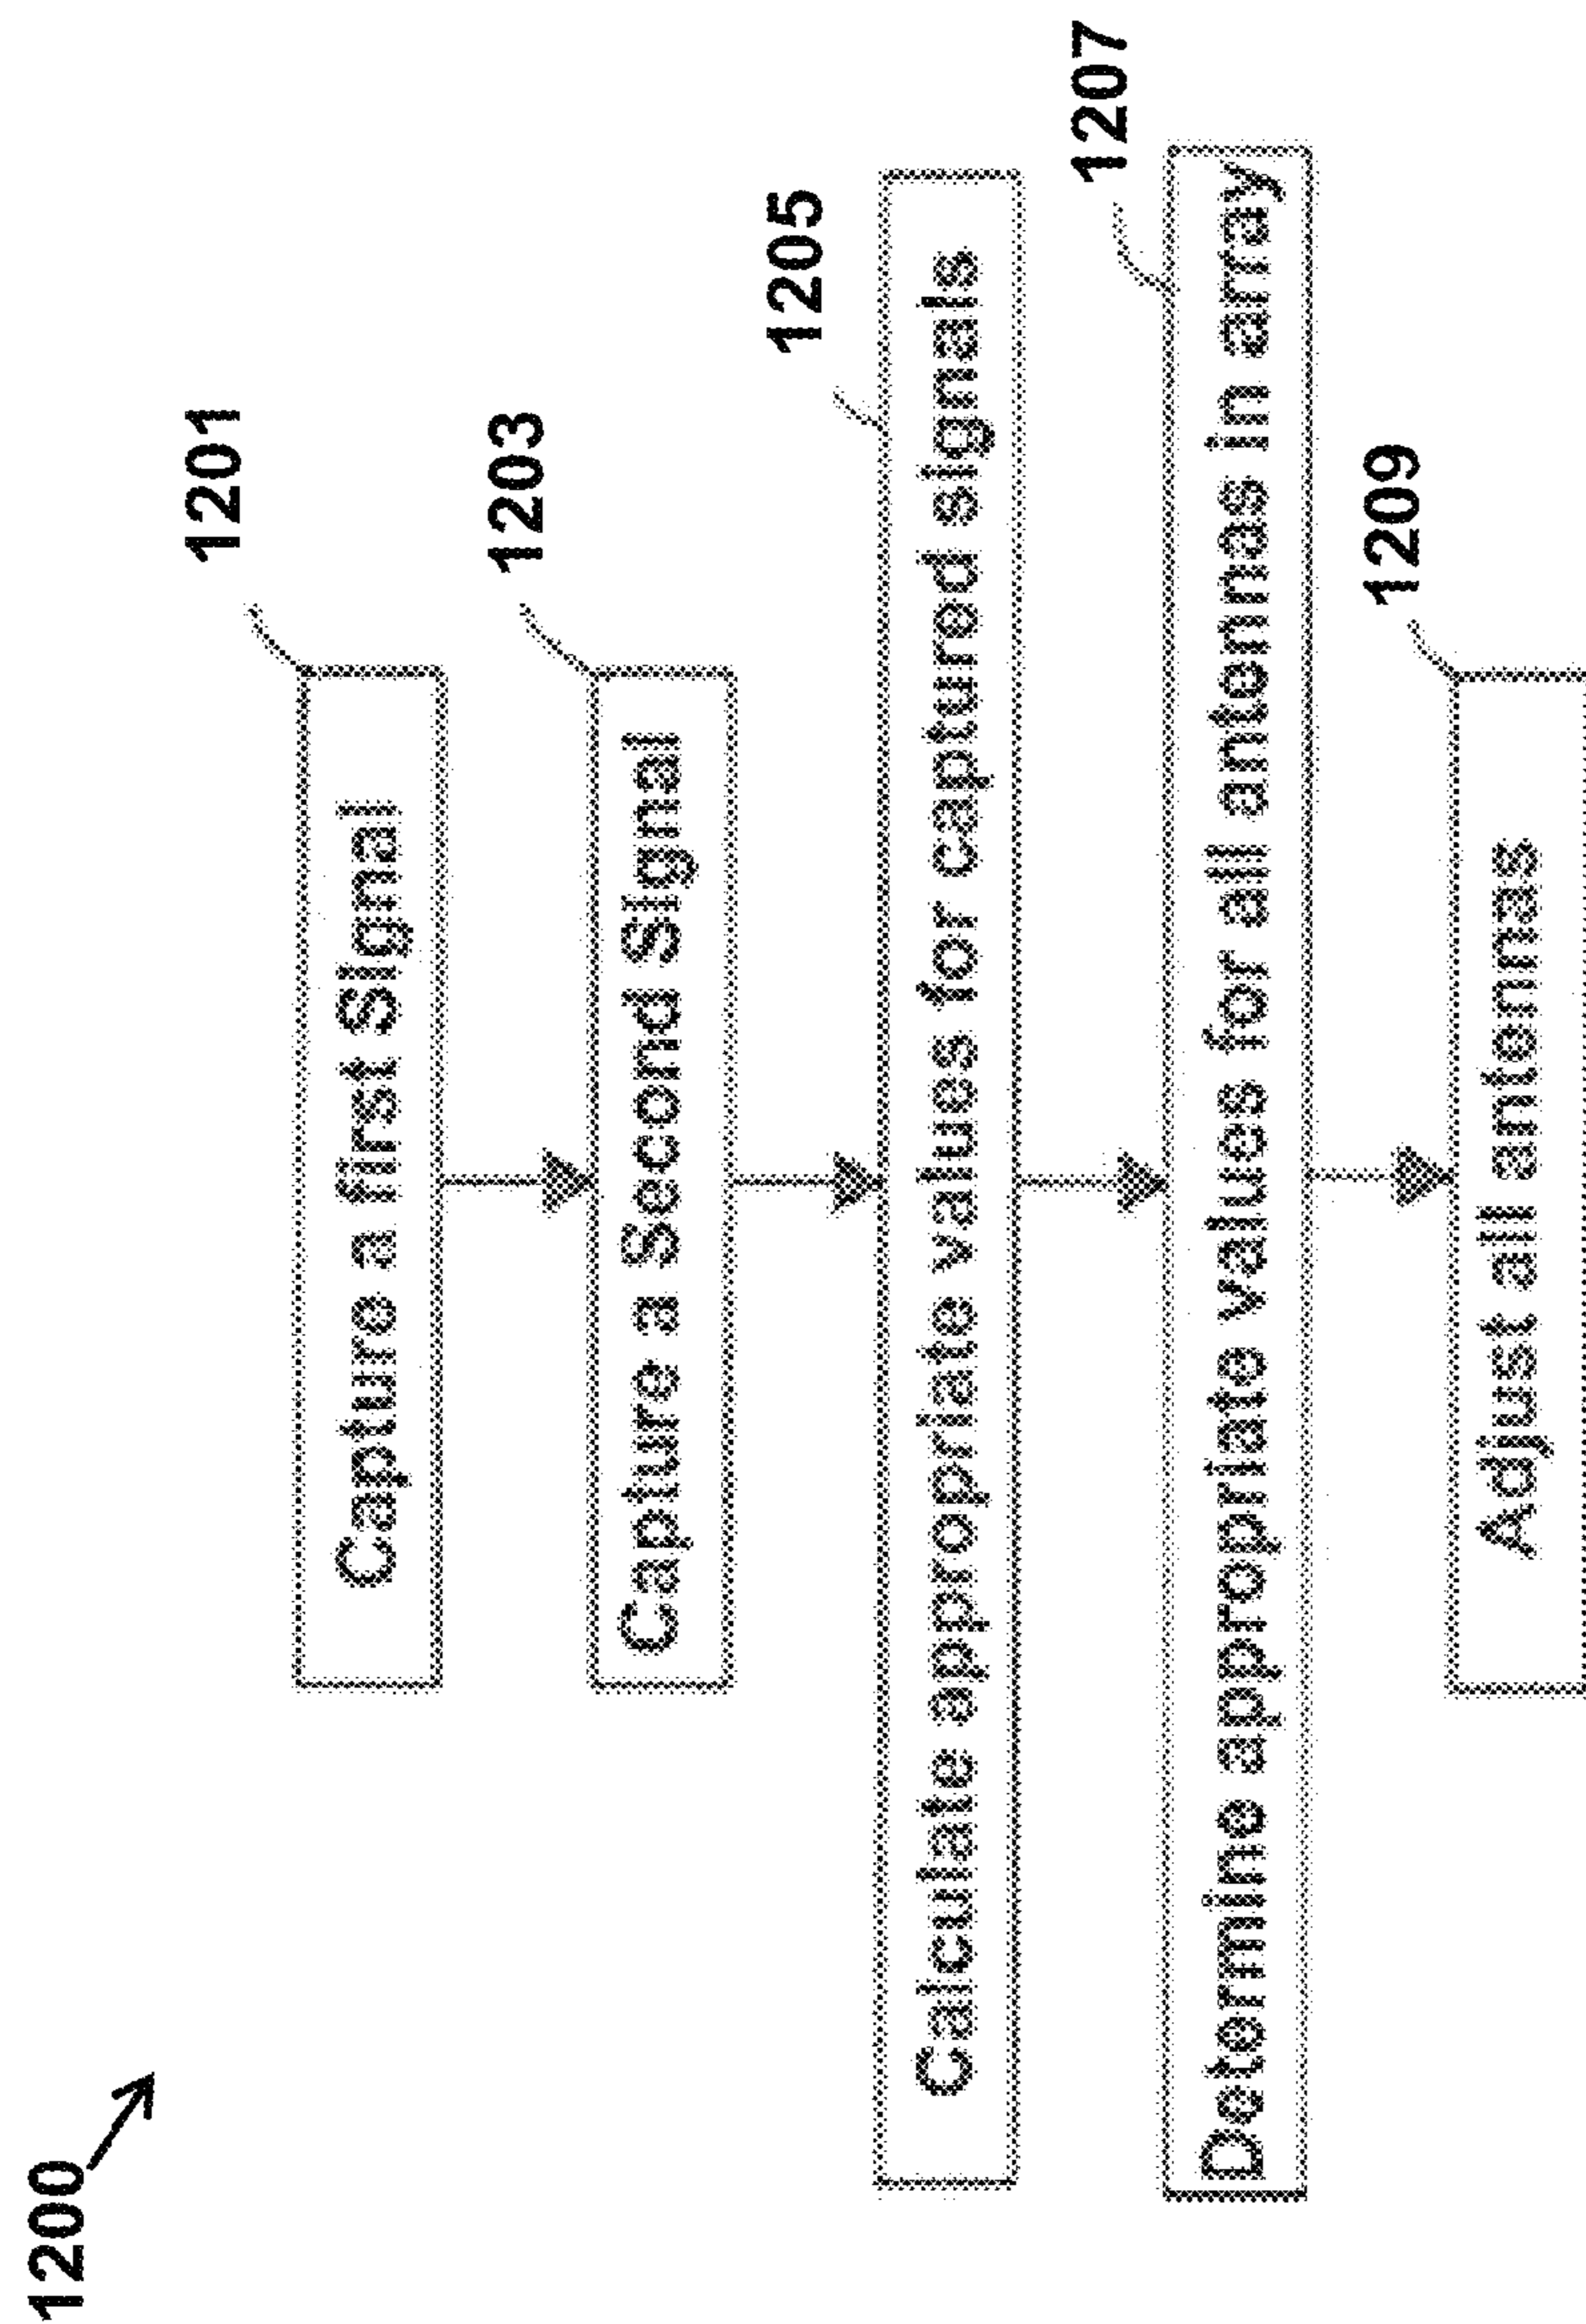 1200
1201
Capture a first Signal
1203
Capture a Second Signal
1205
Calculate appropriate values for captured signals
1207
Determine appropriate values for all antennas in array
1209
Adjust all antennas